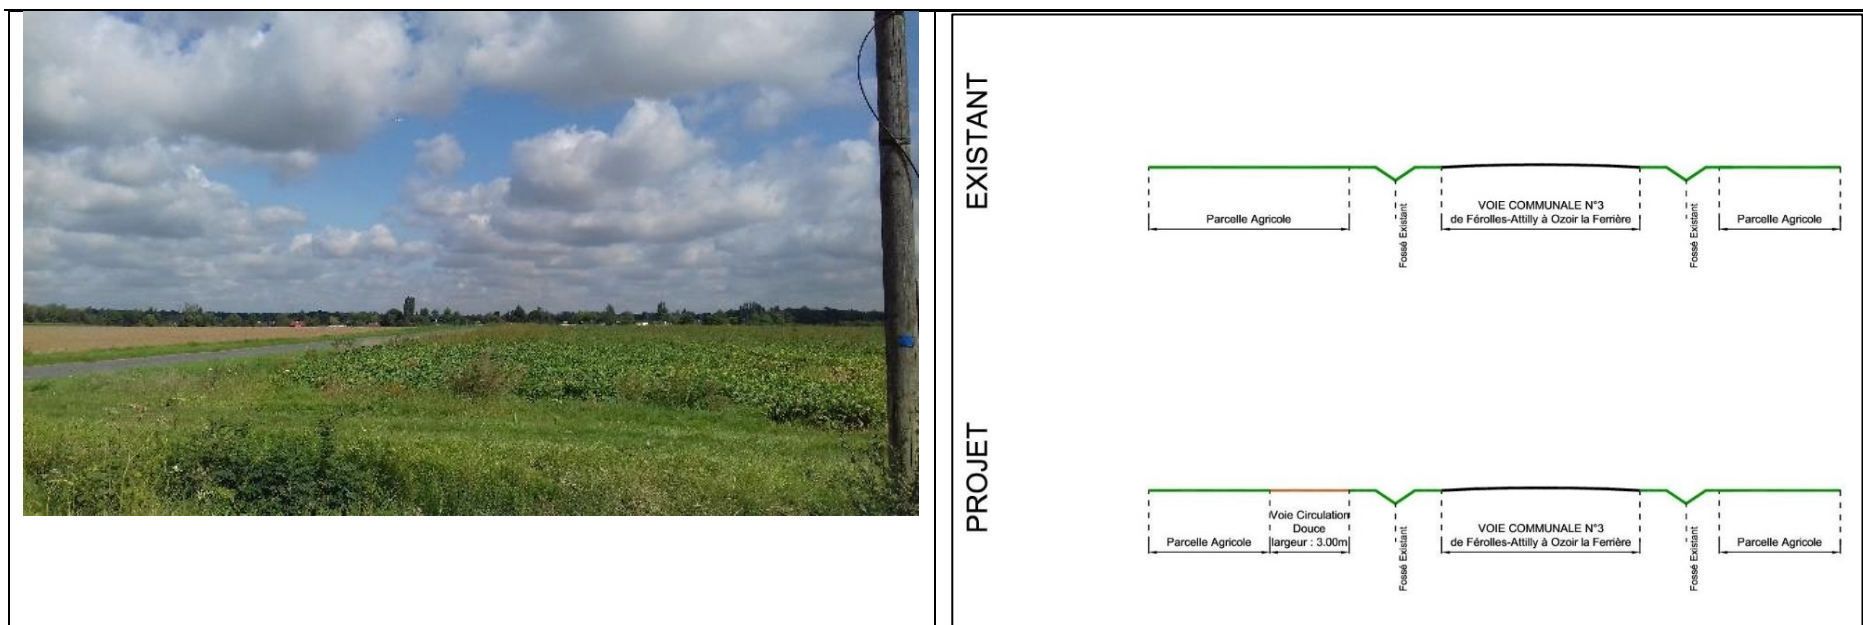 EXISTANT
Parcelle Agricole
Fossé Existant
VOIE COMMUNALE N°3
de Férolles-Attilly à Ozoir la Ferrière
Fossé Existant
Parcelle Agricole
PROJET
Parcelle Agricole
Voie Circulation
Douce
largeur : 3.00m
Fossé Existant
VOIE COMMUNALE N°3
de Férolles-Attilly à Ozoir la Ferrière
Fossé Existant
Parcelle Agricole